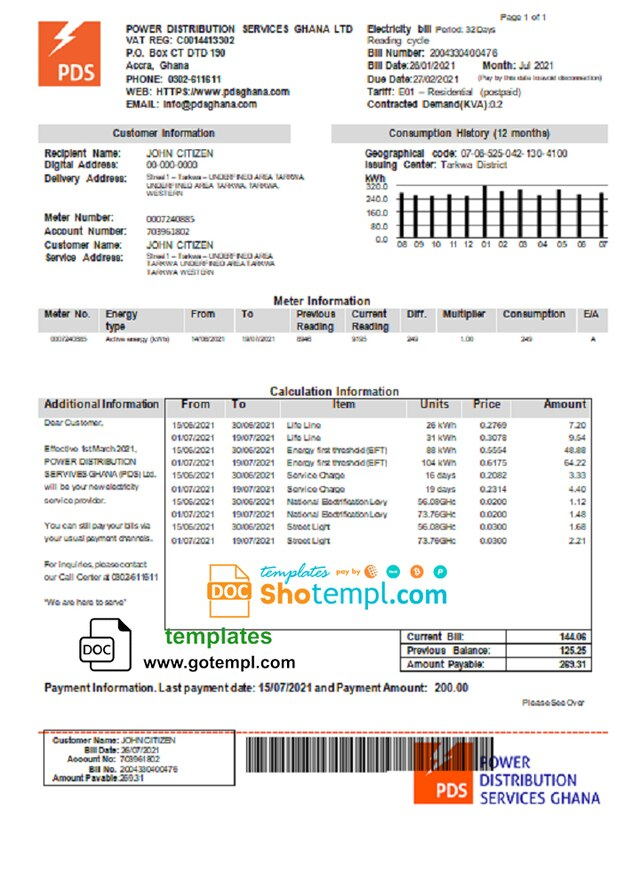 Page 1 of 1
PDS
POWER DISTRIBUTION SERVICES GHANA LTD
VAT REG: C0014413302
P.O. Box CT DTD 190
Accra, Ghana
PHONE: 0302-611611
WEB: HTTPS://www.pdsghana.com
EMAIL: info@pdsghana.com
Electricity bill Period: 32Days
Reading cycle
Bill Number: 2004330400476
Bill Date:26/01/2021 Month: Jul 2021
Due Date:27/02/2021 (Pay by this date to avoid disconnection)
Tariff: E01 – Residential (postpaid)
Contracted Demand(KVA):0.2
Customer Information
Recipient Name: JOHN CITIZEN
Digital Address: 00-000-0000
Delivery Address: Street 1 – Tarkwa – UNDERFINED AREA TARKWA,
UNDERFINED AREA TARKWA, TARKWA,
WESTERN
Meter Number: 0007240885
Account Number: 703961802
Customer Name: JOHN CITIZEN
Service Address: Street 1 – Tarkwa – UNDERFINED AREA
TARKWA UNDERFINED AREA TARKWA
TARKWA WESTERN
Consumption History (12 months)
Geographical code: 07-06-525-042-130-4100
Issuing Center: Tarkwa District
kWh
320.0
240.0
160.0
80.0
0.0
08 09 10 11 12 01 02 03 04 05 06 07
Meter Information
Meter No. Energy type From To Previous Reading Current Reading Diff. Multiplier Consumption E/A
0007240885 Active energy (kWh) 14/06/2021 19/07/2021 8946 9195 249 1.00 249 A
Calculation Information
Additional Information From To Item Units Price Amount
15/06/2021 30/06/2021 Life Line 26 kWh 0.2769 7.20
01/07/2021 19/07/2021 Life Line 31 kWh 0.3078 9.54
15/06/2021 30/06/2021 Energy first threshold (EFT) 88 kWh 0.5554 48.88
01/07/2021 19/07/2021 Energy first threshold (EFT) 104 kWh 0.6175 64.22
15/06/2021 30/06/2021 Service Charge 16 days 0.2082 3.33
01/07/2021 19/07/2021 Service Charge 19 days 0.2314 4.40
15/06/2021 30/06/2021 National Electrification Levy 56.08GHc 0.0200 1.12
01/07/2021 19/07/2021 National Electrification Levy 73.76GHc 0.0200 1.48
15/06/2021 30/06/2021 Street Light 56.08GHc 0.0300 1.68
01/07/2021 19/07/2021 Street Light 73.76GHc 0.0300 2.21
Dear Customer,
Effective 1st March 2021,
POWER DISTRIBUTION
SERVIVES GHANA (PDS) Ltd.
will be your new electricity
service provider.
You can still pay your bills via
your usual payment channels.
For Inquiries, please contact
our Call Center at 0302-611611
"We are here to serve"
templates pay by
DOC Shotempl.com
DOC
templates
www.gotempl.com
Current Bill: 144.06
Previous Balance: 125.25
Amount Payable: 269.31
Payment Information. Last payment date: 15/07/2021 and Payment Amount: 200.00
Please See Over
Customer Name: JOHN CITIZEN
Bill Date: 26/07/2021
Account No: 703961802
Bill No. 2004330400476
Amount Payable:269.31
PDS
POWER
DISTRIBUTION
SERVICES GHANA